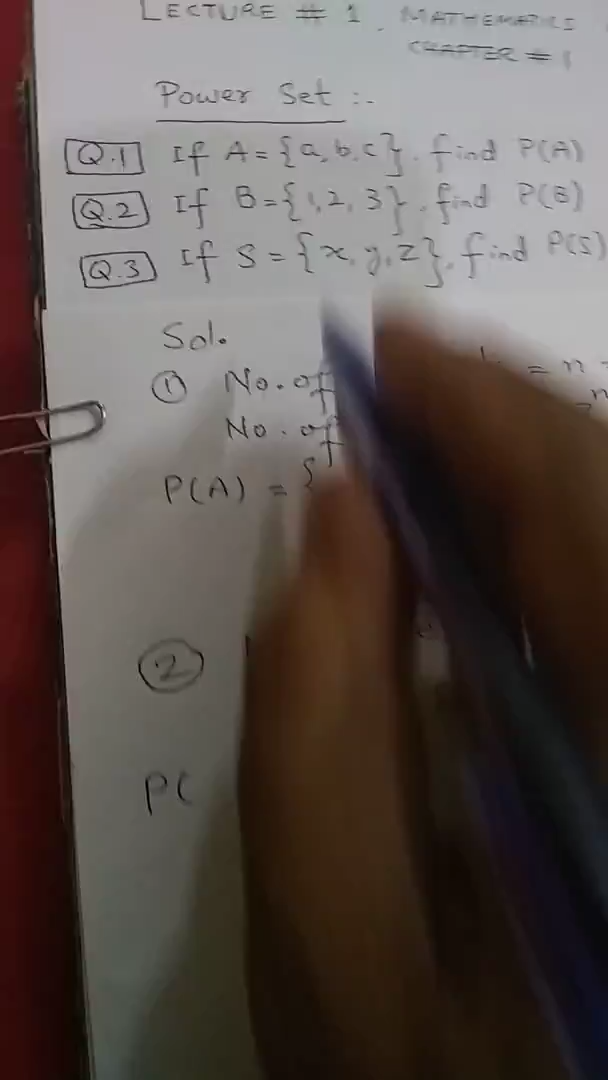 LECTURE # 1. MATHEMATICS
CHAPTER # 1
Power Set :-
Q.1 If A = {a, b, c}. find P(A)
Q.2 If B = {1, 2, 3}. find P(B)
Q.3 If S = {x, y, z}. find P(S)
Sol.
① No. of = n
No. of n
P(A) = {
②
P(